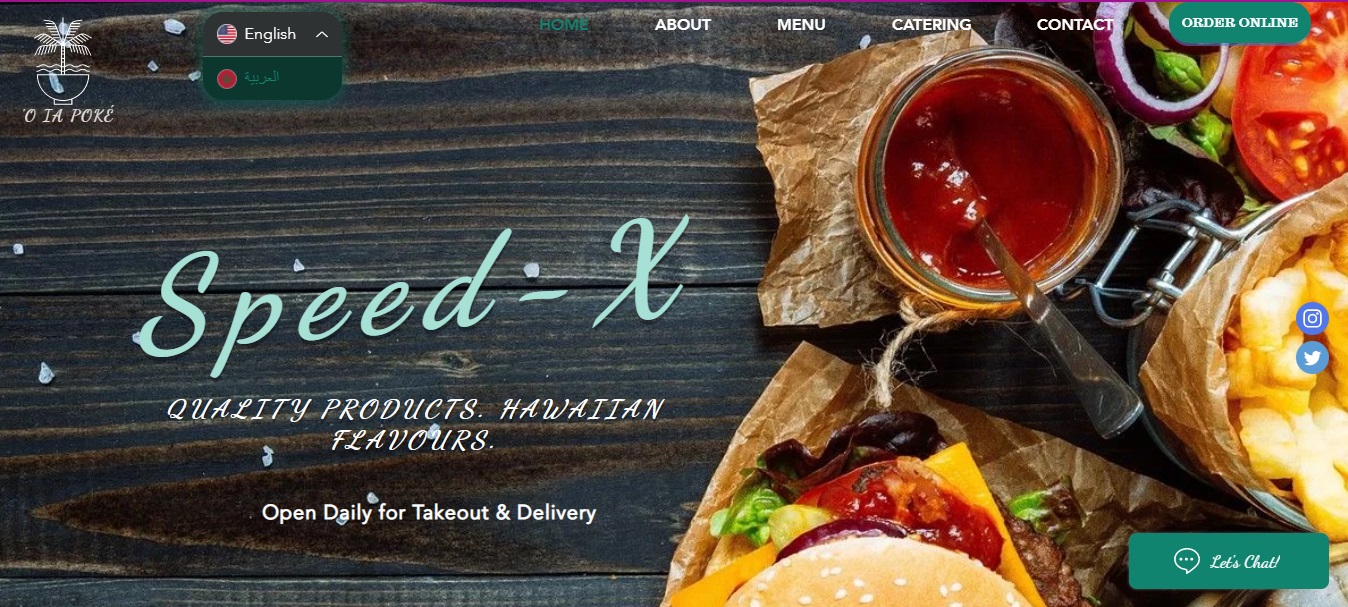 English
العربية
HOME
ABOUT
MENU
CATERING
CONTACT
ORDER ONLINE
'O IA POKÉ
Speed-X
QUALITY PRODUCTS. HAWAIIAN
FLAVOURS.
Open Daily for Takeout & Delivery
Let's Chat!